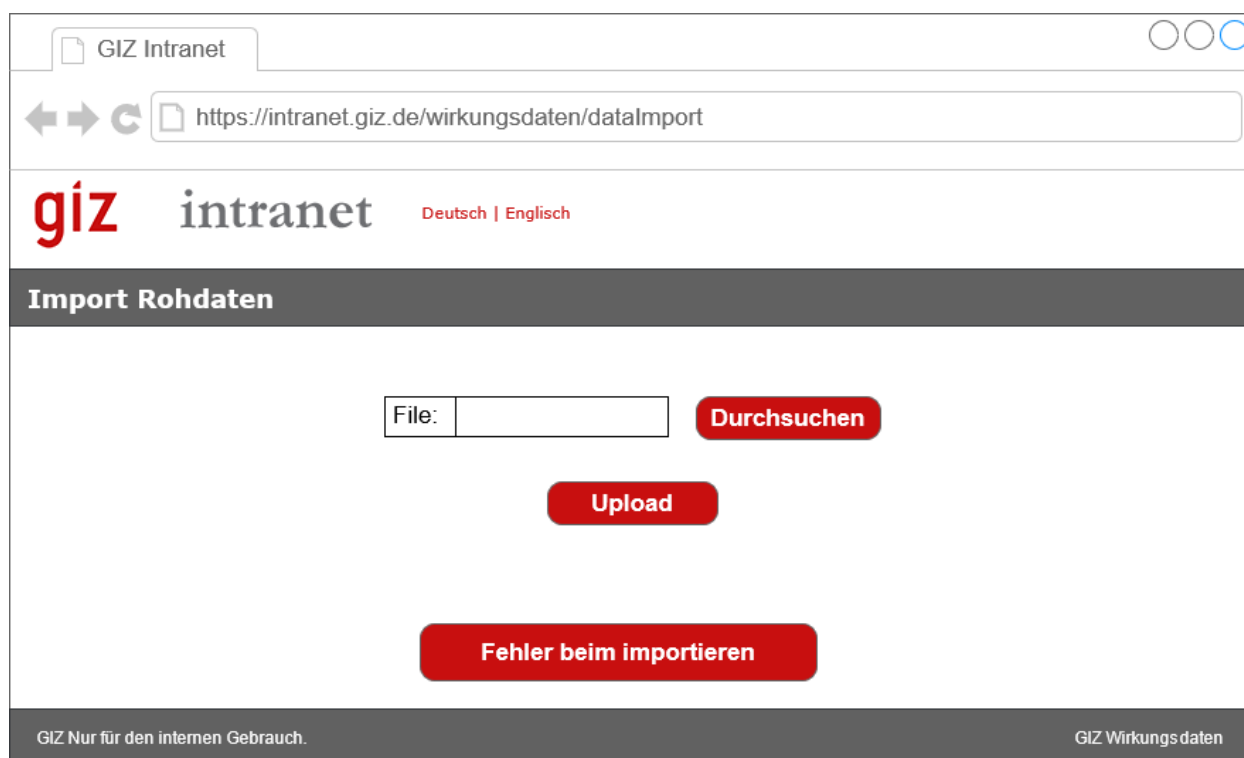 GIZ Intranet
https://intranet.giz.de/wirkungsdaten/dataImport
giz intranet Deutsch | Englisch
Import Rohdaten
File: Durchsuchen
Upload
Fehler beim importieren
GIZ Nur für den internen Gebrauch. GIZ Wirkungsdaten